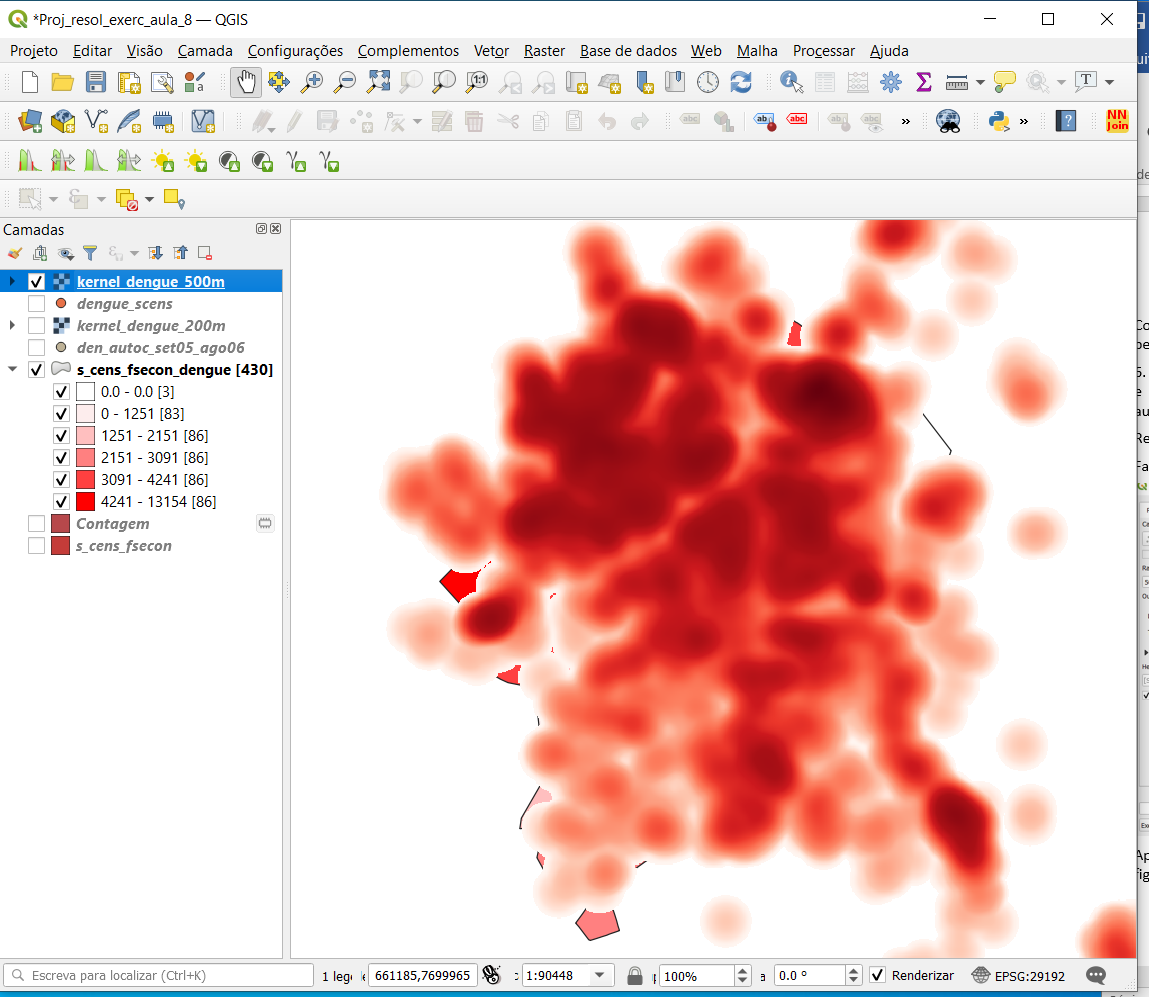 *Proj_resol_exerc_aula_8 — QGIS
Projeto Editar Visão Camada Configurações Complementos Vetor Raster Base de dados Web Malha Processar Ajuda
NN
Join
Camadas
kernel_dengue_500m
dengue_scens
kernel_dengue_200m
den_autoc_set05_ago06
s_cens_fsecon_dengue [430]
0.0 - 0.0 [3]
0 - 1251 [83]
1251 - 2151 [86]
2151 - 3091 [86]
3091 - 4241 [86]
4241 - 13154 [86]
Contagem
s_cens_fsecon
Escreva para localizar (Ctrl+K) 1 lege 661185,7699965 1:90448 100% a 0.0 ° Renderizar EPSG:29192